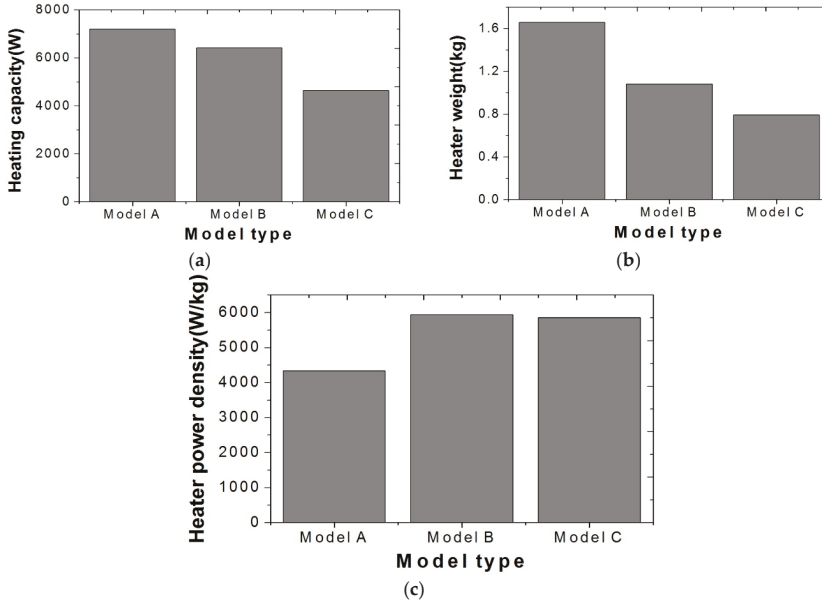 Heating capacity(W)
8000
6000
4000
2000
0
Model A Model B Model C
Model type
(a)
Heater weight(kg)
1.6
1.2
0.8
0.4
0.0
Model A Model B Model C
Model type
(b)
Heater power density(W/kg)
6000
5000
4000
3000
2000
1000
0
Model A Model B Model C
Model type
(c)